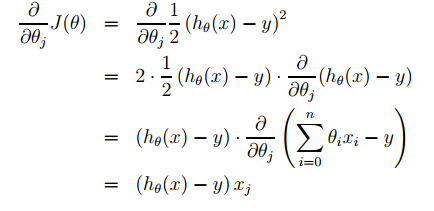 ∂/∂θ_j J(θ) = ∂/∂θ_j 1/2 (h_θ(x) − y)²
= 2 · 1/2 (h_θ(x) − y) · ∂/∂θ_j (h_θ(x) − y)
= (h_θ(x) − y) · ∂/∂θ_j (∑_{i=0}^{n} θ_i x_i − y)
= (h_θ(x) − y) x_j